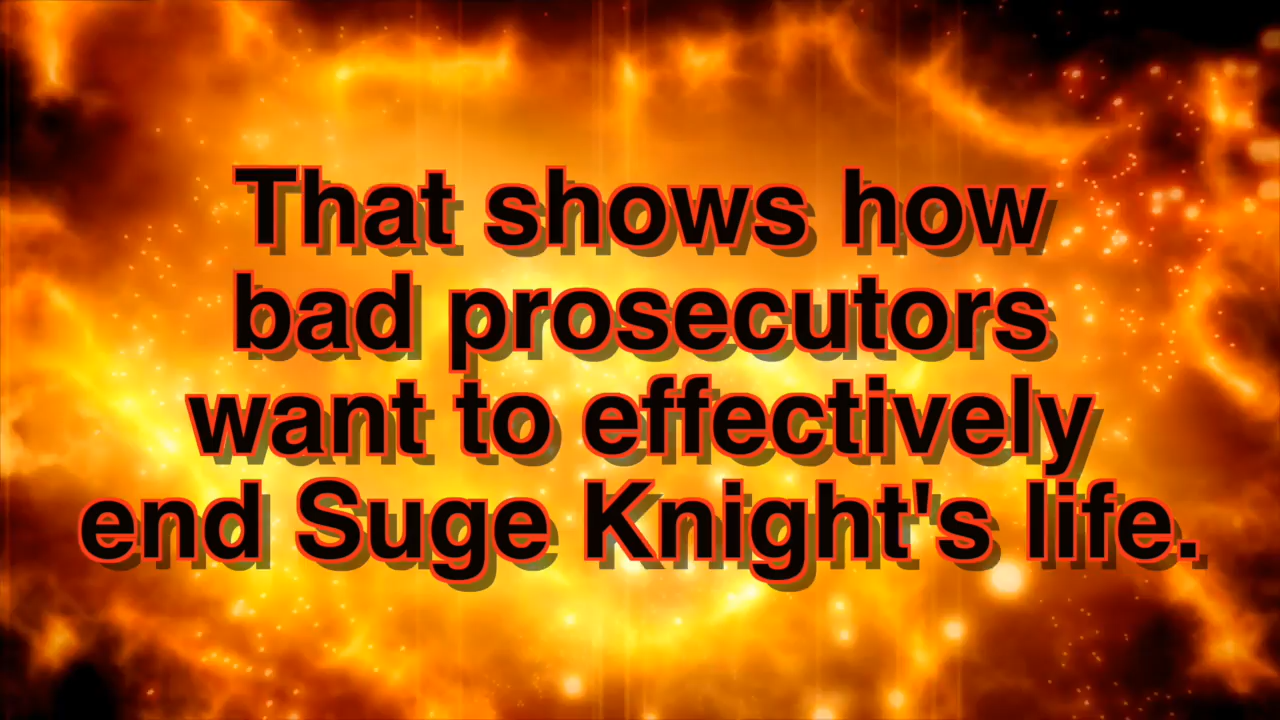 That shows how
bad prosecutors
want to effectively
end Suge Knight's life.